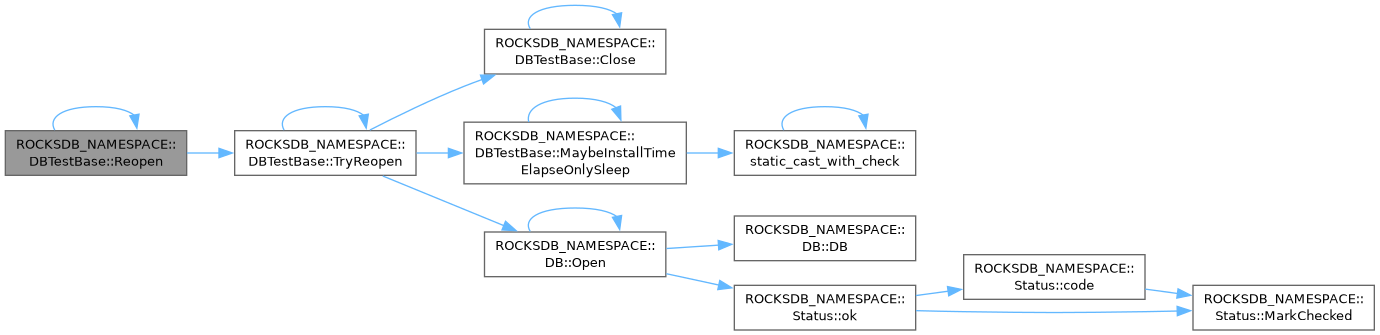 ROCKSDB_NAMESPACE::
DBTestBase::Reopen
ROCKSDB_NAMESPACE::
DBTestBase::TryReopen
ROCKSDB_NAMESPACE::
DBTestBase::Close
ROCKSDB_NAMESPACE::
DBTestBase::MaybeInstallTime
ElapseOnlySleep
ROCKSDB_NAMESPACE::
static_cast_with_check
ROCKSDB_NAMESPACE::
DB::Open
ROCKSDB_NAMESPACE::
DB::DB
ROCKSDB_NAMESPACE::
Status::ok
ROCKSDB_NAMESPACE::
Status::code
ROCKSDB_NAMESPACE::
Status::MarkChecked